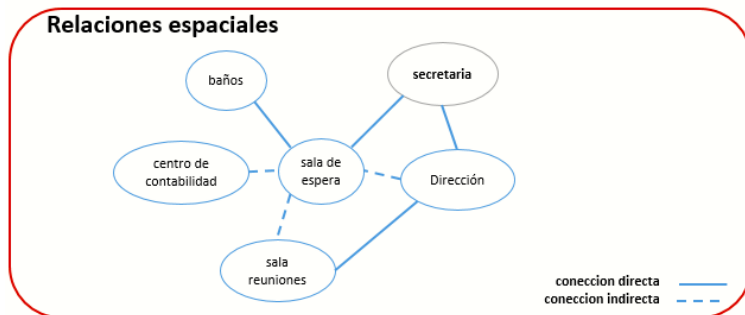 Relaciones espaciales
baños
secretaria
centro de
contabilidad
sala de
espera
Dirección
sala
reuniones
coneccion directa
coneccion indirecta